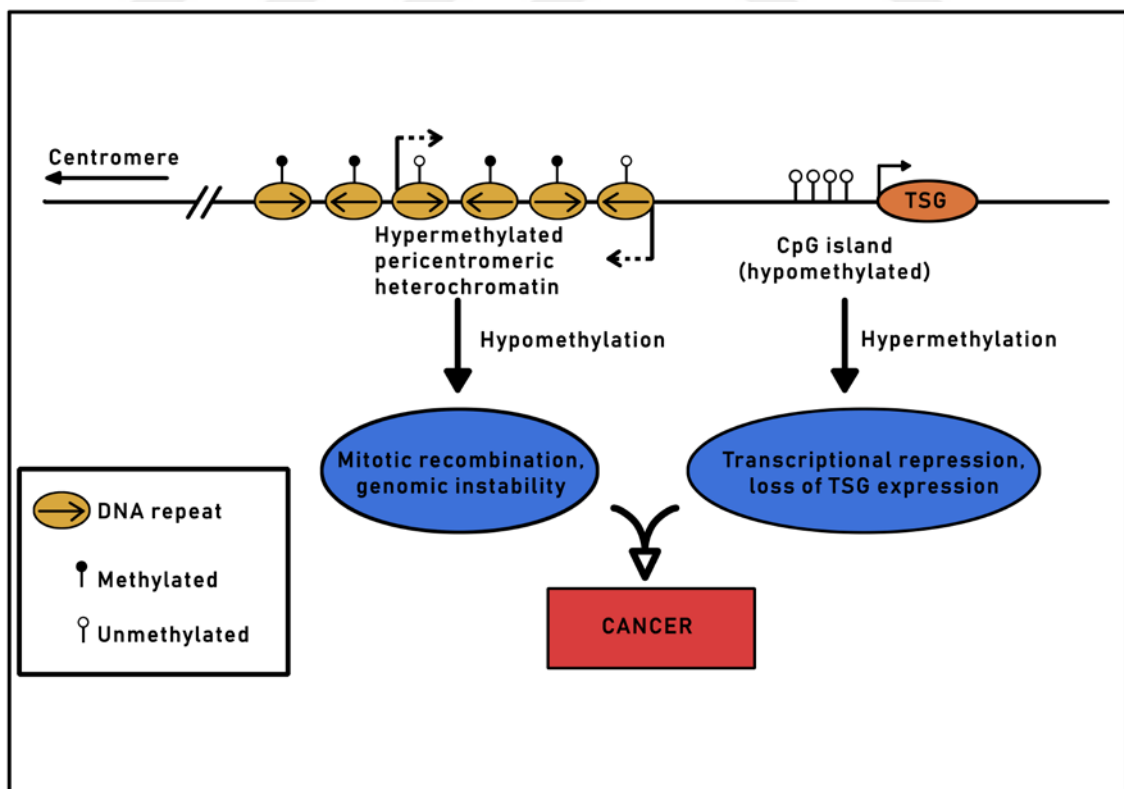 Centromere
TSG
Hypermethylated
pericentromeric
heterochromatin
CpG island
(hypomethylated)
Hypomethylation
Hypermethylation
Mitotic recombination,
genomic instability
Transcriptional repression,
loss of TSG expression
DNA repeat
Methylated
Unmethylated
CANCER